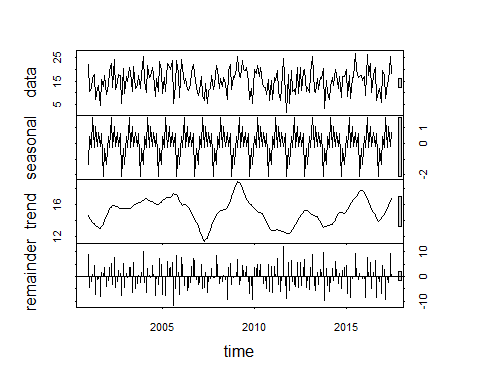 data
5 15 25
seasonal
-2 0 1
trend
12 16
remainder
-10 0 10
2005 2010 2015
time